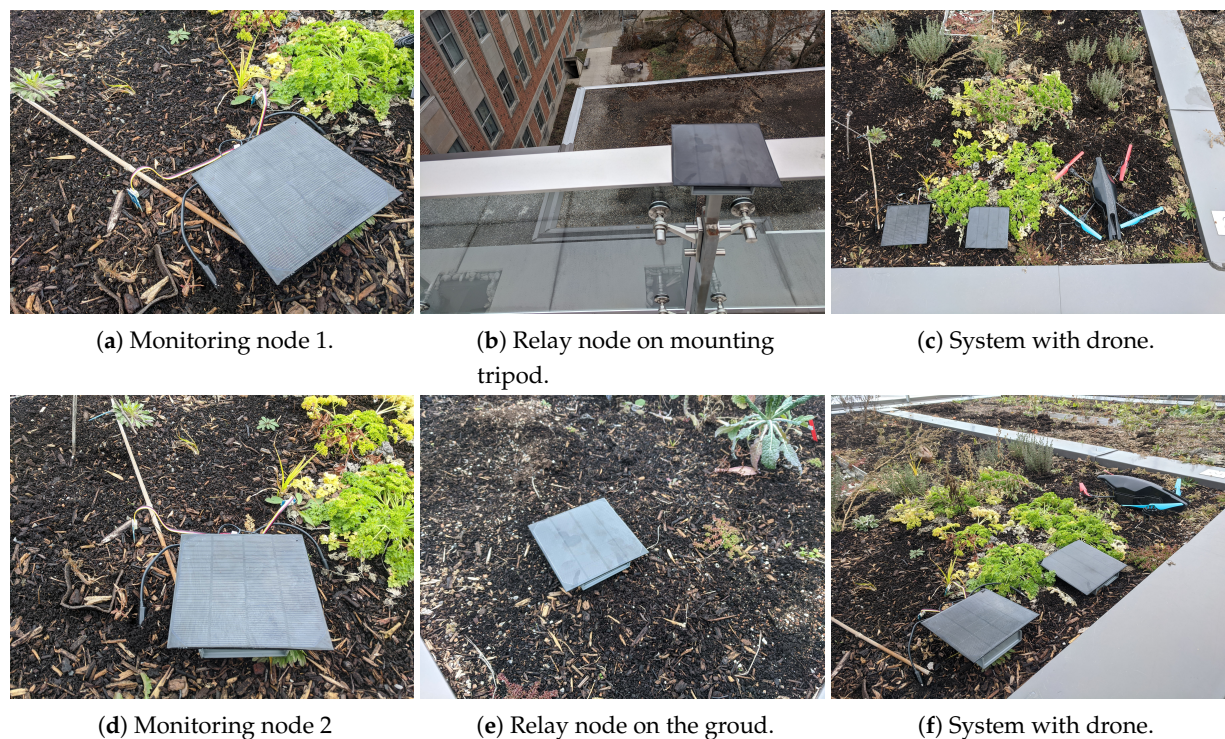 (a) Monitoring node 1.
(b) Relay node on mounting
tripod.
(c) System with drone.
(d) Monitoring node 2
(e) Relay node on the groud.
(f) System with drone.